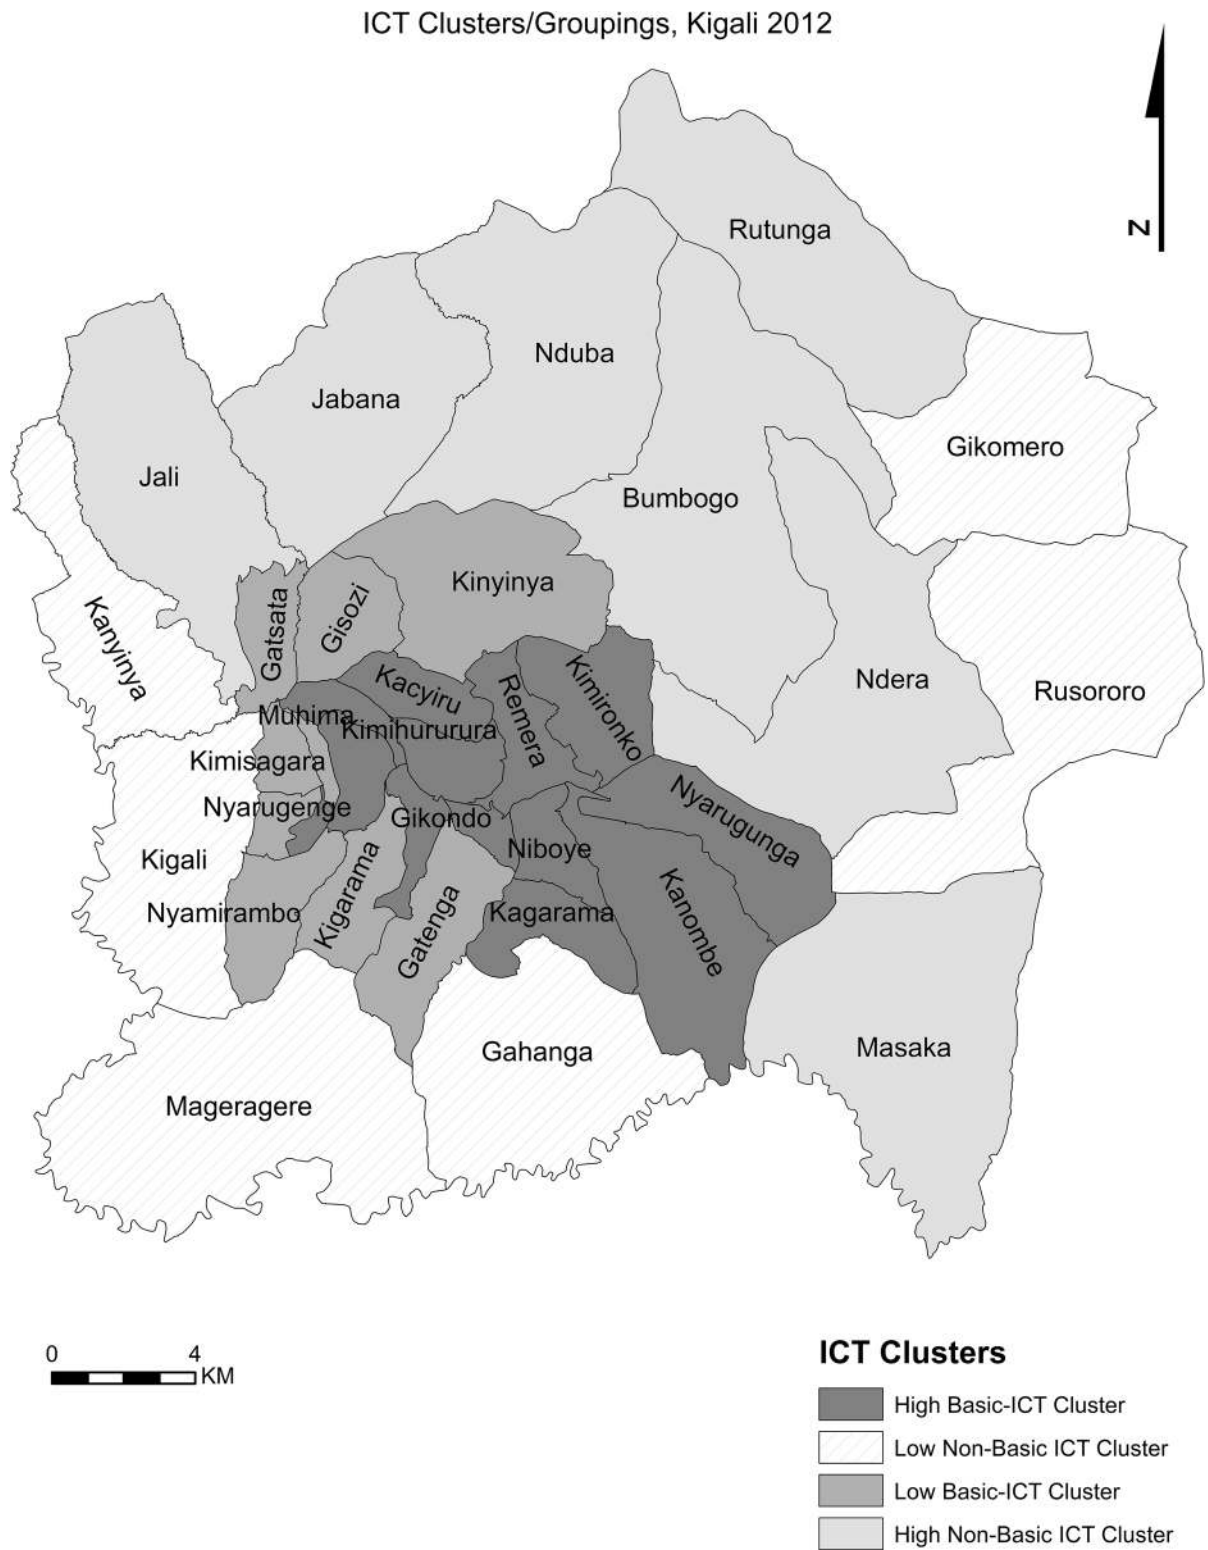 ICT Clusters/Groupings, Kigali 2012
N
Rutunga
Nduba
Jabana
Gikomero
Jali
Bumbogo
Kinyinya
Gisozi
Gatsata
Kanyinya
Ndera
Rusororo
Kacyiru
Remera
Kimironko
Muhima
Kimihururura
Kimisagara
Nyarugenge
Gikondo
Nyarugunga
Niboye
Kigali
Kigarama
Nyamirambo
Gatenga
Kagarama
Kanombe
Gahanga
Masaka
Mageragere
0 4
KM
ICT Clusters
High Basic-ICT Cluster
Low Non-Basic ICT Cluster
Low Basic-ICT Cluster
High Non-Basic ICT Cluster